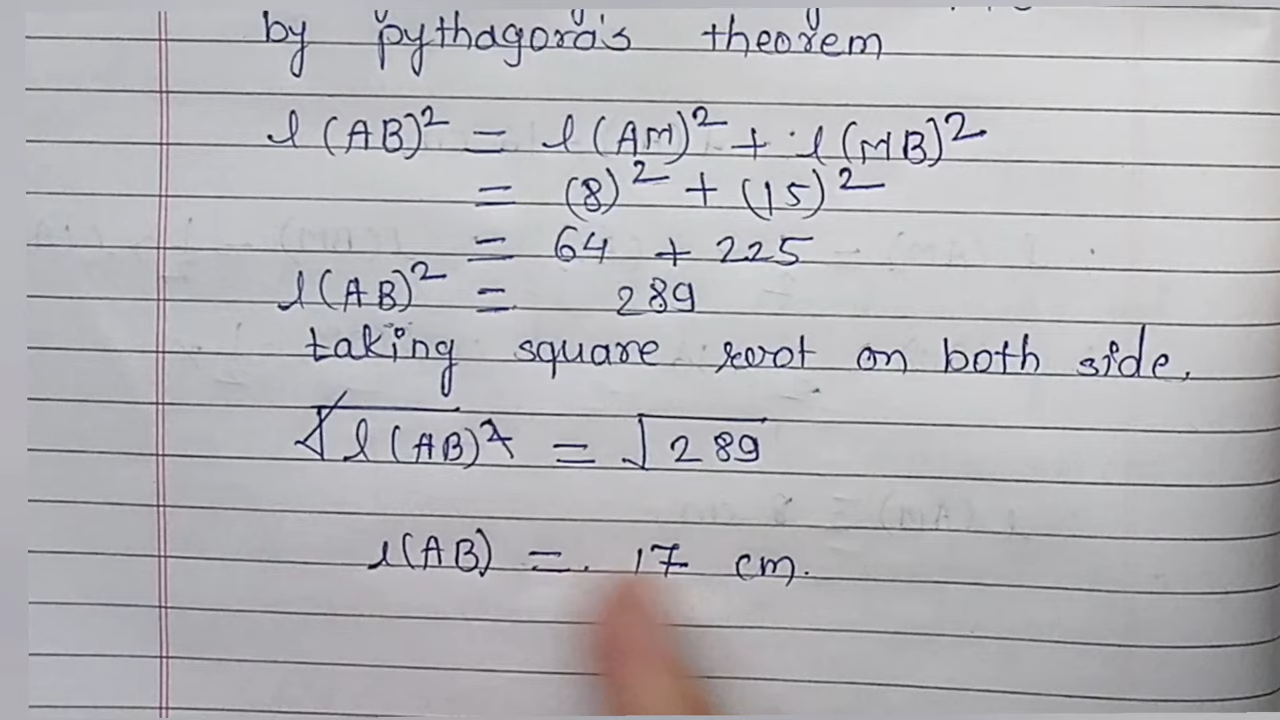 by pythagora's theorem
l(AB)² = l(AM)² + l(MB)²
= (8)² + (15)²
= 64 + 225
l(AB)² = 289
taking square root on both side.
√l(AB)² = √289
l(AB) = 17 cm.